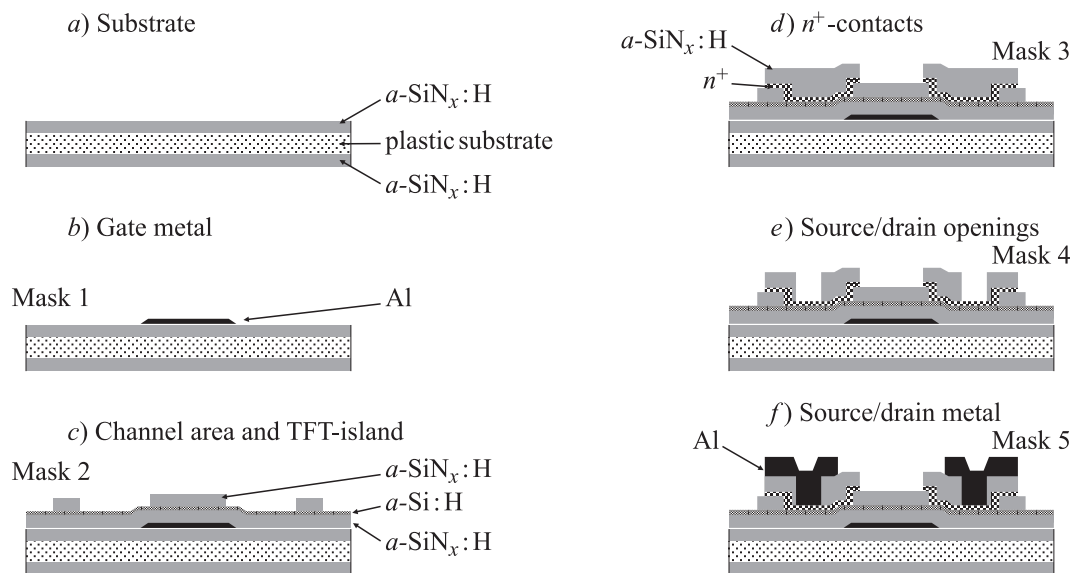 a) Substrate
a-SiNₓ:H
plastic substrate
a-SiNₓ:H
b) Gate metal
Mask 1
Al
c) Channel area and TFT-island
Mask 2
a-SiNₓ:H
a-Si:H
a-SiNₓ:H
d) n⁺-contacts
a-SiNₓ:H
Mask 3
n⁺
e) Source/drain openings
Mask 4
f) Source/drain metal
Al
Mask 5